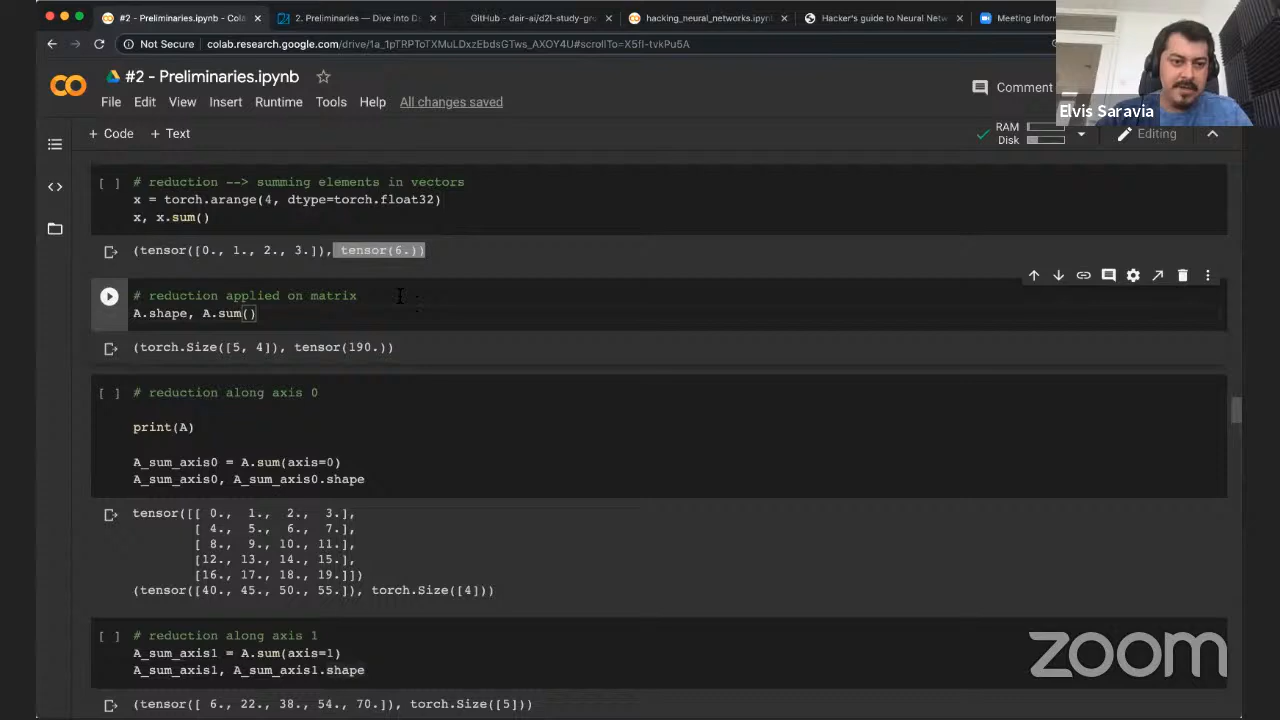 #2 - Preliminaries.ipynb - Cola
2. Preliminaries — Dive into De
GitHub - dair-ai/d2l-study-gro
hacking_neural_networks.ipynb
Hacker's guide to Neural Netw
Meeting Inform
Not Secure colab.research.google.com/drive/1a_1pTRPToTXMuLDxzEbdsGTws_AXOY4U#scrollTo=X5fI-tvkPu5A
#2 - Preliminaries.ipynb
File Edit View Insert Runtime Tools Help All changes saved
Comment
Elvis Saravia
+ Code + Text
RAM
Disk
Editing
[ ] # reduction --> summing elements in vectors
x = torch.arange(4, dtype=torch.float32)
x, x.sum()
(tensor([0., 1., 2., 3.]), tensor(6.))
# reduction applied on matrix
A.shape, A.sum()
(torch.Size([5, 4]), tensor(190.))
[ ] # reduction along axis 0
print(A)
A_sum_axis0 = A.sum(axis=0)
A_sum_axis0, A_sum_axis0.shape
tensor([[ 0., 1., 2., 3.],
[ 4., 5., 6., 7.],
[ 8., 9., 10., 11.],
[12., 13., 14., 15.],
[16., 17., 18., 19.]])
(tensor([40., 45., 50., 55.]), torch.Size([4]))
[ ] # reduction along axis 1
A_sum_axis1 = A.sum(axis=1)
A_sum_axis1, A_sum_axis1.shape
(tensor([ 6., 22., 38., 54., 70.]), torch.Size([5]))
zoom